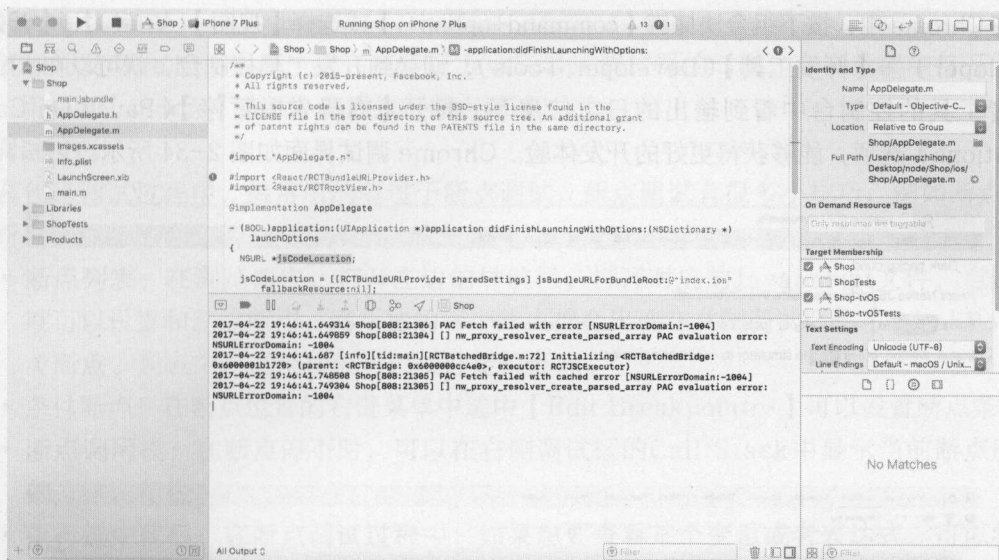 Shop
iPhone 7 Plus
Running Shop on iPhone 7 Plus
13
1
Shop
Shop
AppDelegate.m
-application:didFinishLaunchingWithOptions:
Shop
Shop
main.jsbundle
AppDelegate.h
AppDelegate.m
Images.xcassets
Info.plist
LaunchScreen.xib
main.m
Libraries
ShopTests
Products
/**
* Copyright (c) 2015-present, Facebook, Inc.
* All rights reserved.
*
* This source code is licensed under the BSD-style license found in the
* LICENSE file in the root directory of this source tree. An additional grant
* of patent rights can be found in the PATENTS file in the same directory.
*/
#import "AppDelegate.h"
#import <React/RCTBundleURLProvider.h>
#import <React/RCTRootView.h>
@implementation AppDelegate
- (BOOL)application:(UIApplication *)application didFinishLaunchingWithOptions:(NSDictionary *)
launchOptions
{
NSURL *jsCodeLocation;
jsCodeLocation = [[RCTBundleURLProvider sharedSettings] jsBundleURLForBundleRoot:@"index.ios"
fallbackResource:nil];
Shop
2017-04-22 19:46:41.649314 Shop[808:21306] PAC Fetch failed with error [NSURLErrorDomain:-1004]
2017-04-22 19:46:41.649859 Shop[808:21304] [] nw_proxy_resolver_create_parsed_array PAC evaluation error:
NSURLErrorDomain: -1004
2017-04-22 19:46:41.687 [info][tid:main][RCTBatchedBridge.m:72] Initializing <RCTBatchedBridge:
0x6000001b1720> (parent: <RCTBridge: 0x6000000cc4e0>, executor: RCTJSCExecutor)
2017-04-22 19:46:41.748508 Shop[808:21305] PAC Fetch failed with cached error [NSURLErrorDomain:-1004]
2017-04-22 19:46:41.749304 Shop[808:21305] [] nw_proxy_resolver_create_parsed_array PAC evaluation error:
NSURLErrorDomain: -1004
All Output
Filter
Identity and Type
Name AppDelegate.m
Type Default - Objective-C...
Location Relative to Group
Shop/AppDelegate.m
Full Path /Users/xiangzhihong/
Desktop/node/Shop/ios/
Shop/AppDelegate.m
On Demand Resource Tags
Only resources are taggable
Target Membership
Shop
ShopTests
Shop-tvOS
Shop-tvOSTests
Text Settings
Text Encoding Unicode (UTF-8)
Line Endings Default - macOS / Unix...
No Matches
Filter